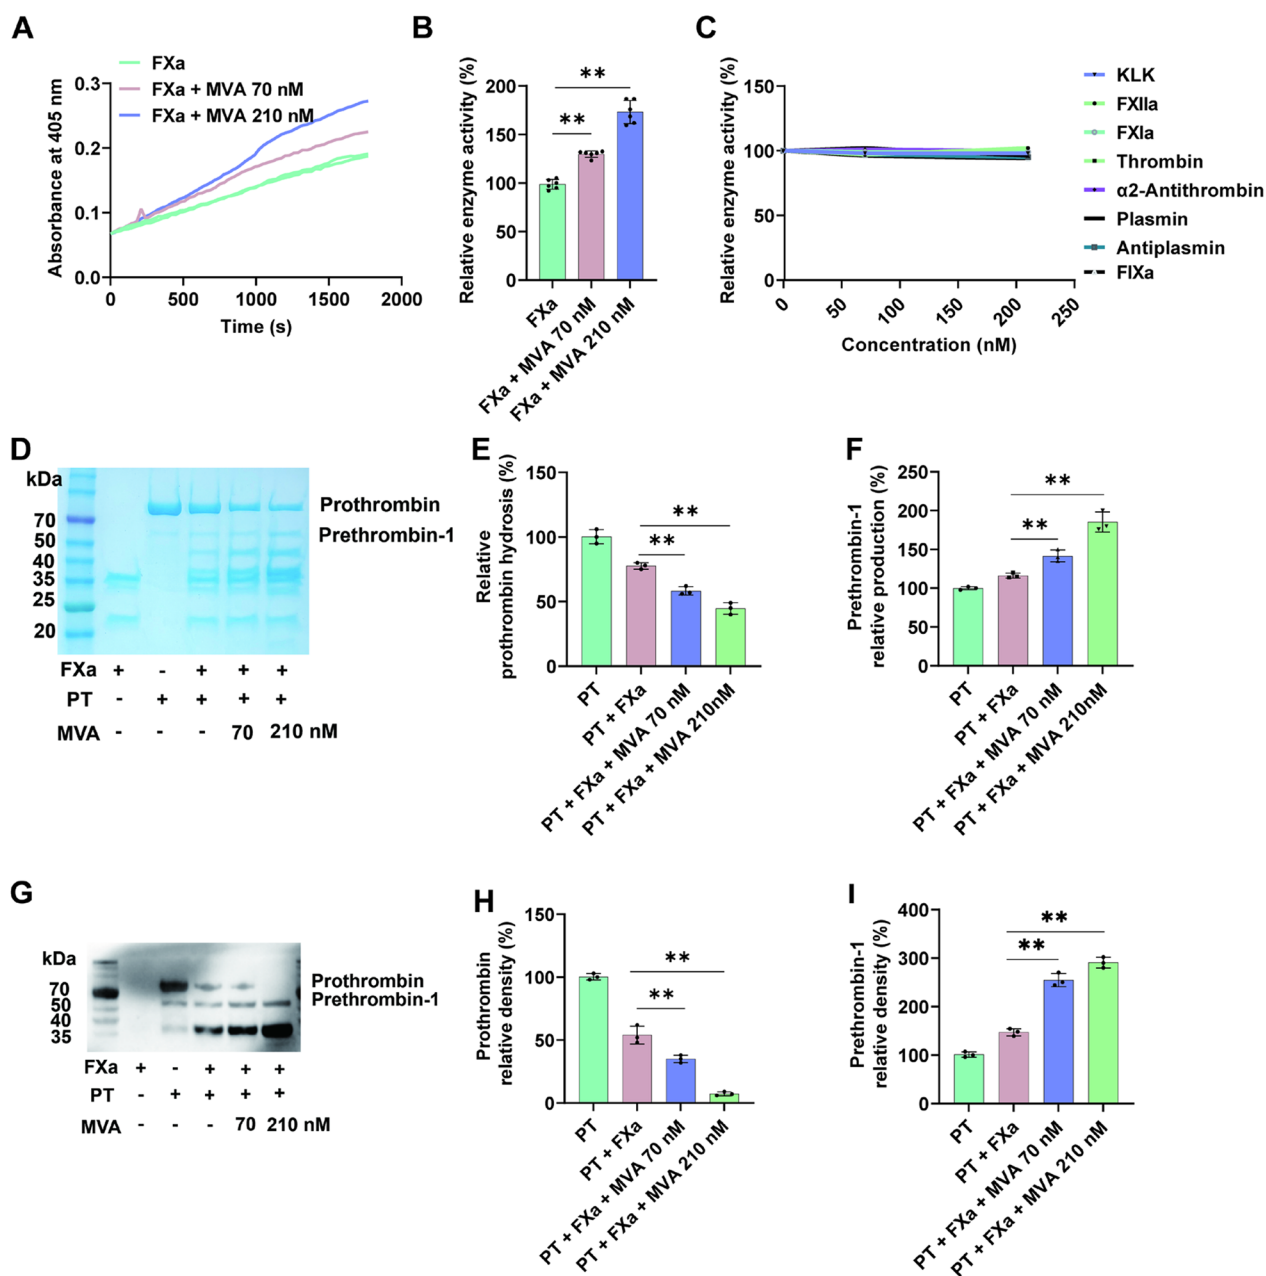 A
FXa
FXa + MVA 70 nM
FXa + MVA 210 nM
Absorbance at 405 nm
0.3
0.2
0.1
0.0
0 500 1000 1500 2000
Time (s)
B
Relative enzyme activity (%)
200
150
100
50
0
**
**
FXa
FXa + MVA 70 nM
FXa + MVA 210 nM
C
Relative enzyme activity (%)
150
100
50
0
0 50 100 150 200 250
Concentration (nM)
KLK
FXIIa
FXIa
Thrombin
α2-Antithrombin
Plasmin
Antiplasmin
FIXa
D
kDa
70
50
40
35
25
20
Prothrombin
Prethrombin-1
FXa + - + + +
PT - + + + +
MVA - - - 70 210 nM
E
Relative
prothrombin hydrosis (%)
150
100
50
0
**
**
PT
PT + FXa
PT + FXa + MVA 70 nM
PT + FXa + MVA 210nM
F
Prethrombin-1
relative production (%)
250
200
150
100
50
0
**
**
PT
PT + FXa
PT + FXa + MVA 70 nM
PT + FXa + MVA 210nM
G
kDa
70
50
40
35
Prothrombin
Prethrombin-1
FXa + - + + +
PT - + + + +
MVA - - - 70 210 nM
H
Prothrombin
relative density (%)
150
100
50
0
**
**
PT
PT + FXa
PT + FXa + MVA 70 nM
PT + FXa + MVA 210 nM
I
Prethrombin-1
relative density (%)
400
300
200
100
0
**
**
PT
PT + FXa
PT + FXa + MVA 70 nM
PT + FXa + MVA 210 nM